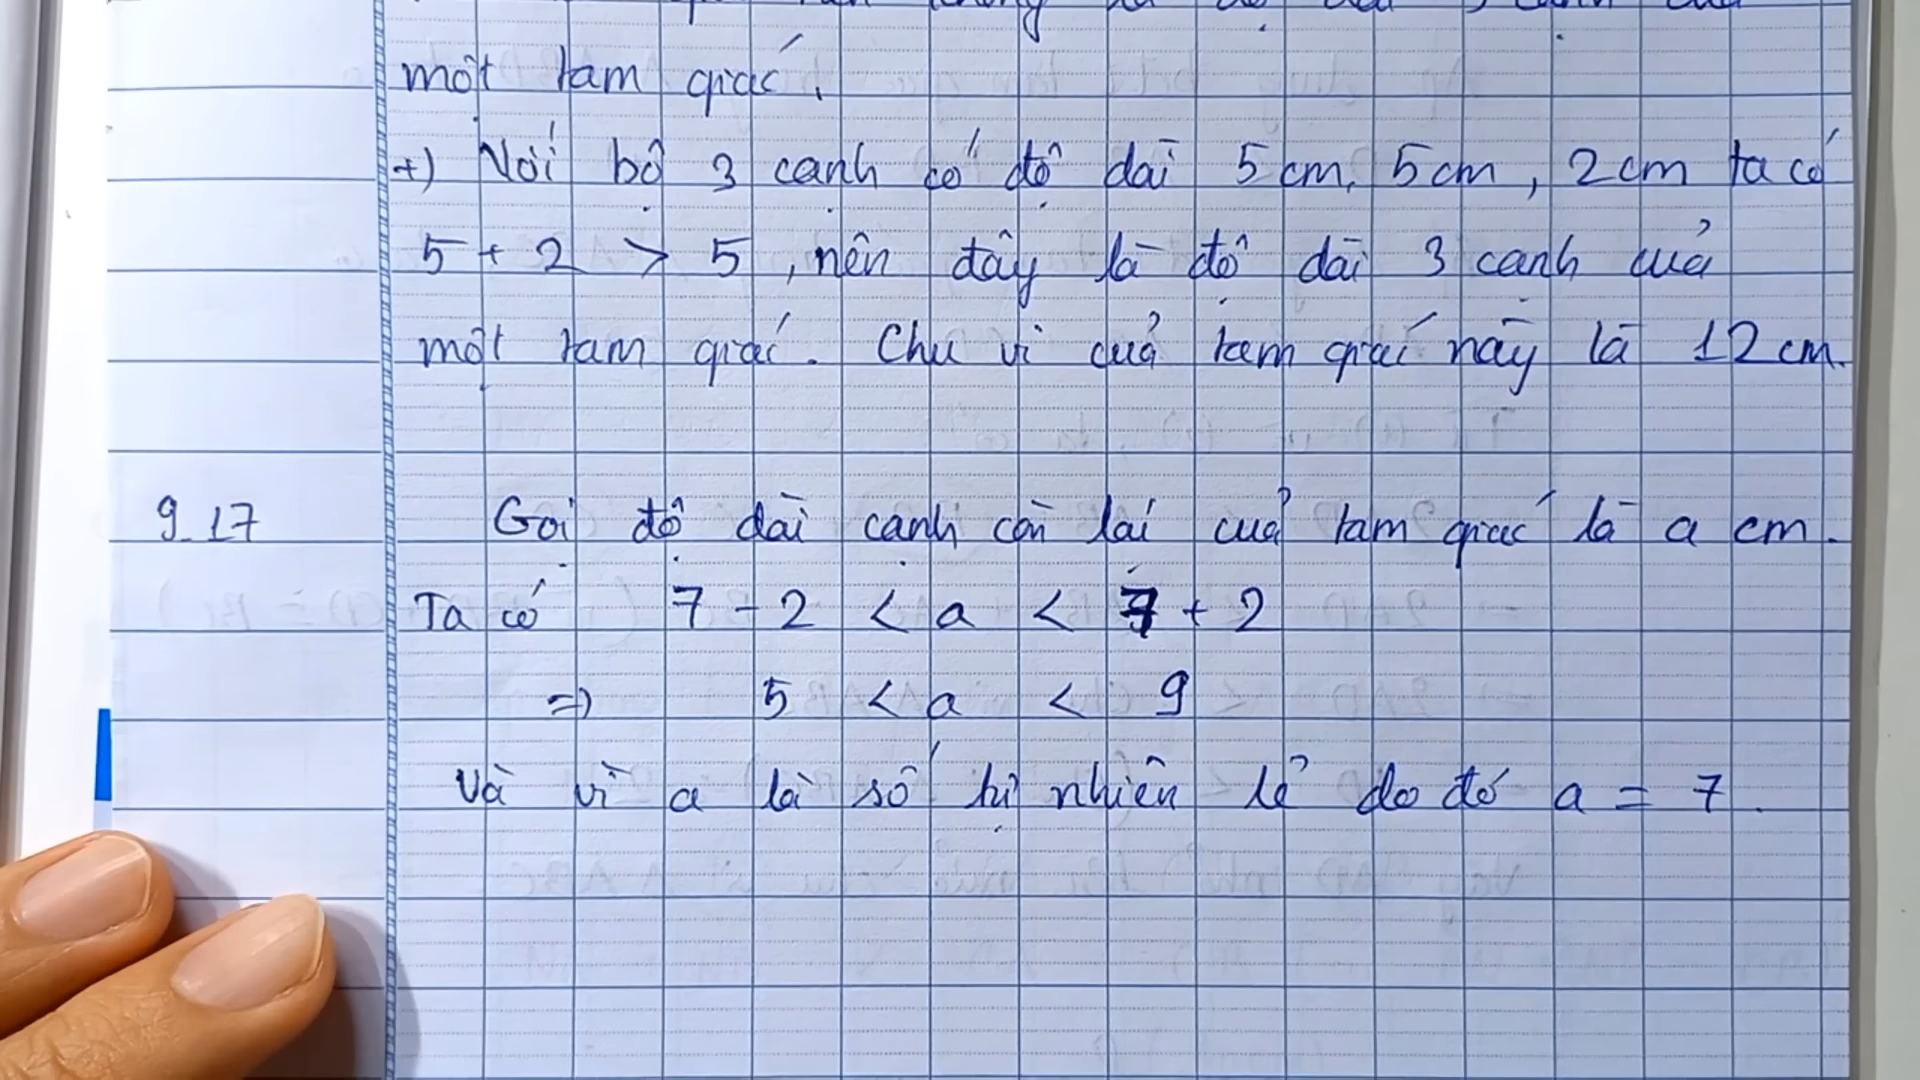 một tam giác.
+) Với bộ 3 cạnh có độ dài 5cm, 5cm, 2cm ta có
5 + 2 > 5, nên đây là độ dài 3 cạnh của
một tam giác. Chu vi của tam giác này là 12cm.
9.17 Gọi độ dài cạnh còn lại của tam giác là a cm.
Ta có 7 - 2 < a < 7 + 2
=> 5 < a < 9
Và vì a là số tự nhiên lẻ do đó a = 7.